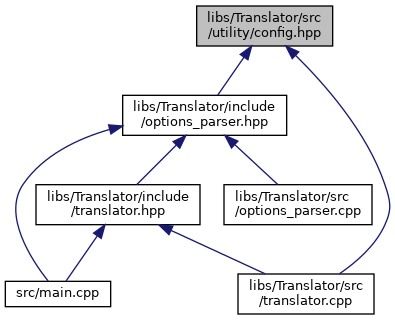 libs/Translator/src
/utility/config.hpp
libs/Translator/include
/options_parser.hpp
libs/Translator/include
/translator.hpp
libs/Translator/src
/options_parser.cpp
src/main.cpp
libs/Translator/src
/translator.cpp